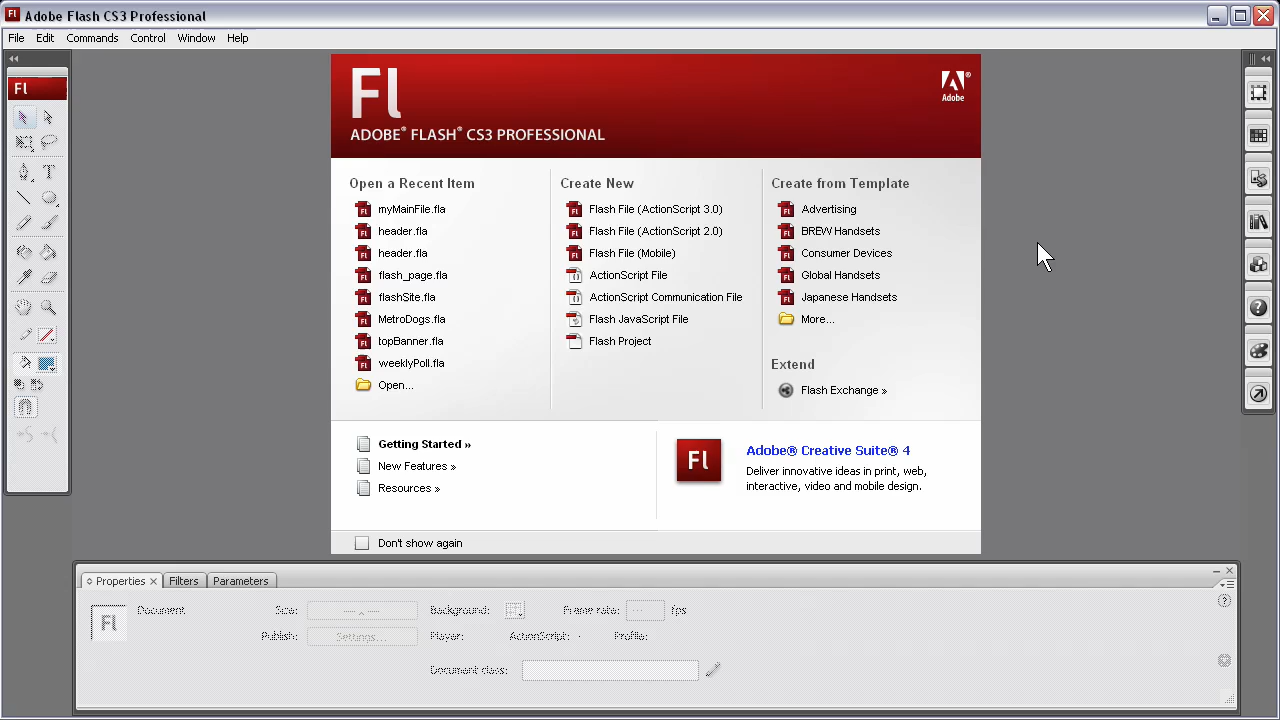 Adobe Flash CS3 Professional
File Edit Commands Control Window Help
Fl
Fl
Adobe
ADOBE® FLASH® CS3 PROFESSIONAL
Open a Recent Item
myMainFile.fla
header.fla
header.fla
flash_page.fla
flashSite.fla
MetroDogs.fla
topBanner.fla
weeklyPoll.fla
Open...
Create New
Flash File (ActionScript 3.0)
Flash File (ActionScript 2.0)
Flash File (Mobile)
ActionScript File
ActionScript Communication File
Flash JavaScript File
Flash Project
Create from Template
Advertising
BREW Handsets
Consumer Devices
Global Handsets
Japanese Handsets
More...
Extend
Flash Exchange »
Getting Started »
New Features »
Resources »
Fl
Adobe® Creative Suite® 4
Deliver innovative ideas in print, web,
interactive, video and mobile design.
Don't show again
Properties Filters Parameters
Fl
Document Size: Background: Frame rate: fps
Publish: Settings... Player: ActionScript: Profile:
Document class: